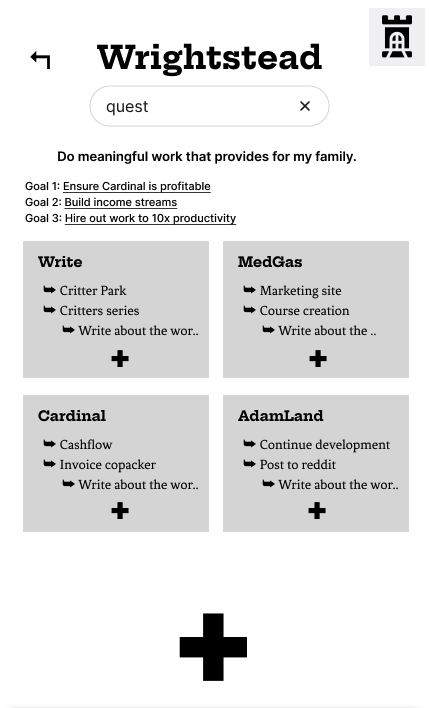 Wrightstead
quest
Do meaningful work that provides for my family.
Goal 1: Ensure Cardinal is profitable
Goal 2: Build income streams
Goal 3: Hire out work to 10x productivity
Write
Critter Park
Critters series
Write about the wor..
MedGas
Marketing site
Course creation
Write about the ..
Cardinal
Cashflow
Invoice copacker
Write about the wor..
AdamLand
Continue development
Post to reddit
Write about the wor..